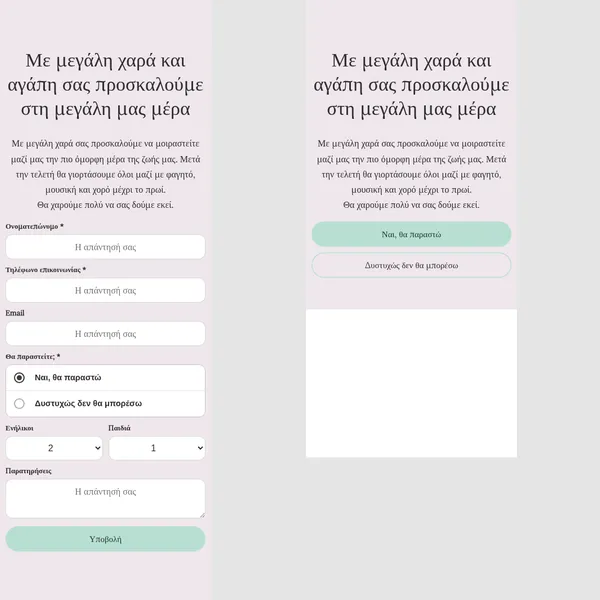 Με μεγάλη χαρά και
αγάπη σας προσκαλούμε
στη μεγάλη μας μέρα
Με μεγάλη χαρά σας προσκαλούμε να μοιραστείτε
μαζί μας την πιο όμορφη μέρα της ζωής μας. Μετά
την τελετή θα γιορτάσουμε όλοι μαζί με φαγητό,
μουσική και χορό μέχρι το πρωί.
Θα χαρούμε πολύ να σας δούμε εκεί.
Ονοματεπώνυμο *
Η απάντησή σας
Τηλέφωνο επικοινωνίας *
Η απάντησή σας
Email
Η απάντησή σας
Θα παραστείτε; *
Ναι, θα παραστώ
Δυστυχώς δεν θα μπορέσω
Ενήλικοι Παιδιά
2 1
Παρατηρήσεις
Η απάντησή σας
Υποβολή
Με μεγάλη χαρά και
αγάπη σας προσκαλούμε
στη μεγάλη μας μέρα
Με μεγάλη χαρά σας προσκαλούμε να μοιραστείτε
μαζί μας την πιο όμορφη μέρα της ζωής μας. Μετά
την τελετή θα γιορτάσουμε όλοι μαζί με φαγητό,
μουσική και χορό μέχρι το πρωί.
Θα χαρούμε πολύ να σας δούμε εκεί.
Ναι, θα παραστώ
Δυστυχώς δεν θα μπορέσω